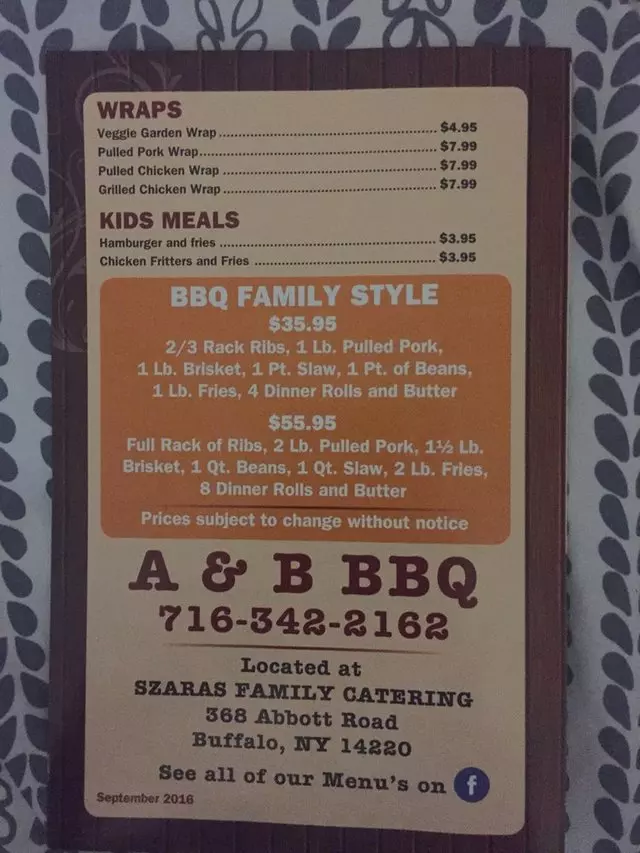 WRAPS
Veggie Garden Wrap ........ $4.95
Pulled Pork Wrap ........ $7.99
Pulled Chicken Wrap ........ $7.99
Grilled Chicken Wrap ........ $7.99
KIDS MEALS
Hamburger and fries ........ $3.95
Chicken Fritters and Fries ........ $3.95
BBQ FAMILY STYLE
$35.95
2/3 Rack Ribs, 1 Lb. Pulled Pork,
1 Lb. Brisket, 1 Pt. Slaw, 1 Pt. of Beans,
1 Lb. Fries, 4 Dinner Rolls and Butter
$55.95
Full Rack of Ribs, 2 Lb. Pulled Pork, 1½ Lb.
Brisket, 1 Qt. Beans, 1 Qt. Slaw, 2 Lb. Fries,
8 Dinner Rolls and Butter
Prices subject to change without notice
A & B BBQ
716-342-2162
Located at
SZARAS FAMILY CATERING
368 Abbott Road
Buffalo, NY 14220
See all of our Menu's on f
September 2016